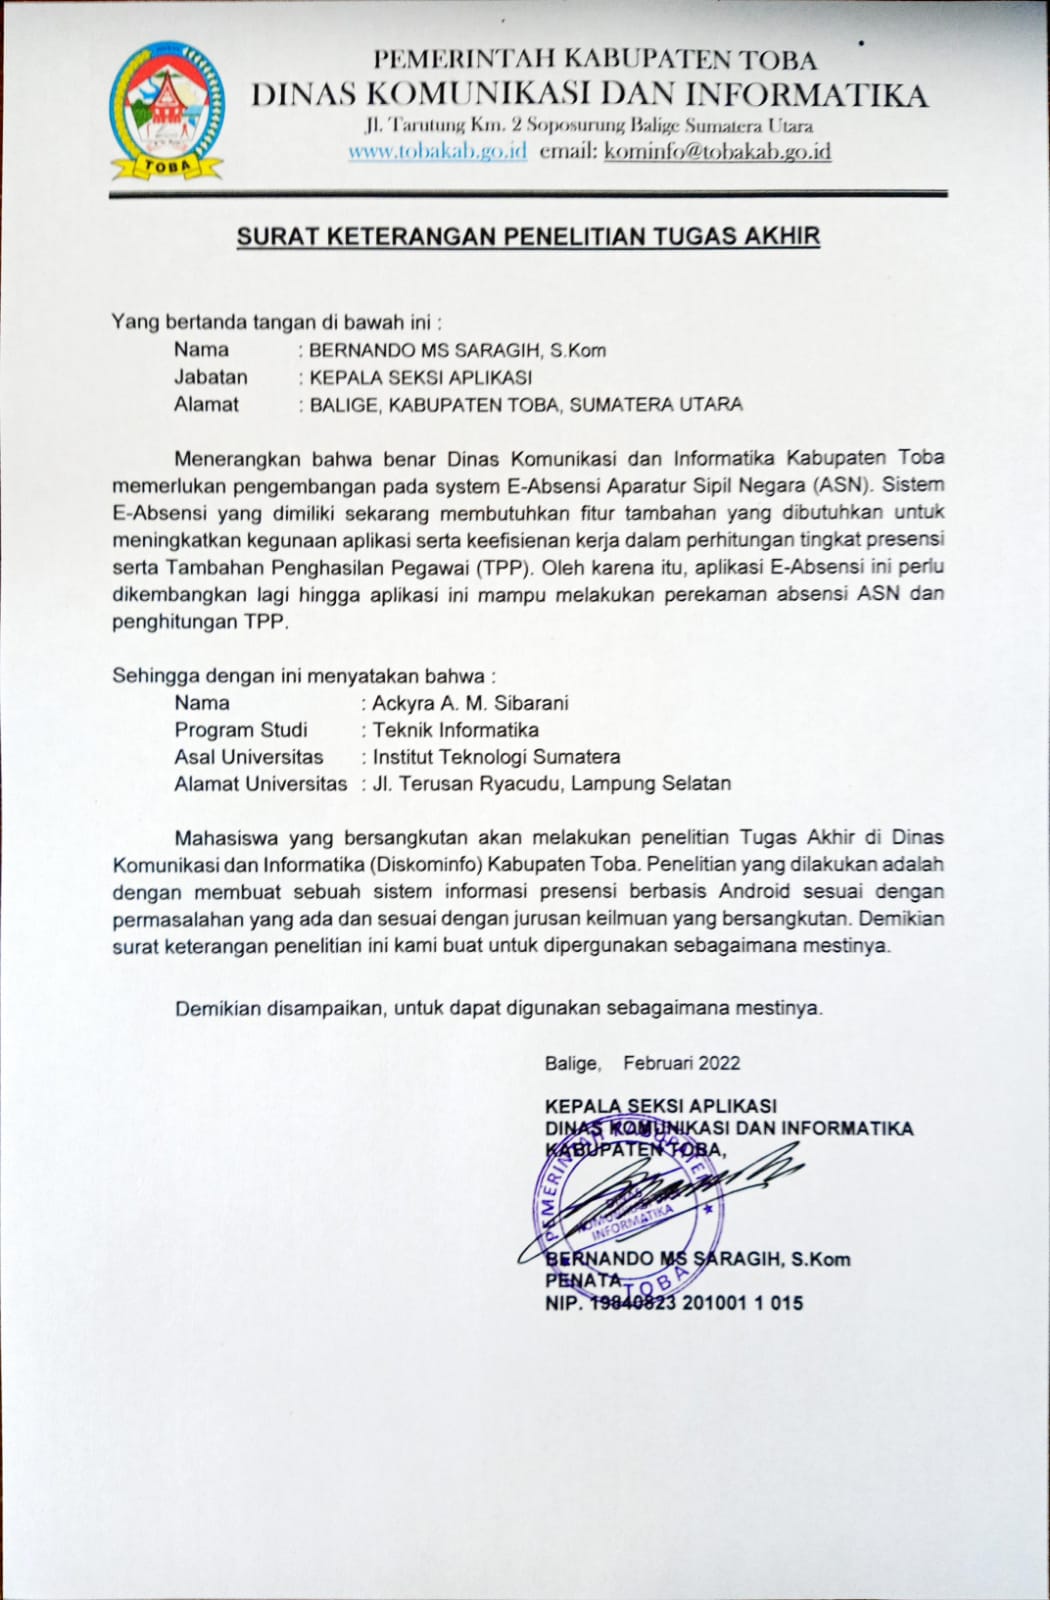 PEMERINTAH KABUPATEN TOBA
DINAS KOMUNIKASI DAN INFORMATIKA
Jl. Tarutung Km. 2 Soposurung Balige Sumatera Utara
www.tobakab.go.id email: kominfo@tobakab.go.id
TOBA
SURAT KETERANGAN PENELITIAN TUGAS AKHIR
Yang bertanda tangan di bawah ini :
Nama : BERNANDO MS SARAGIH, S.Kom
Jabatan : KEPALA SEKSI APLIKASI
Alamat : BALIGE, KABUPATEN TOBA, SUMATERA UTARA
Menerangkan bahwa benar Dinas Komunikasi dan Informatika Kabupaten Toba
memerlukan pengembangan pada system E-Absensi Aparatur Sipil Negara (ASN). Sistem
E-Absensi yang dimiliki sekarang membutuhkan fitur tambahan yang dibutuhkan untuk
meningkatkan kegunaan aplikasi serta keefisienan kerja dalam perhitungan tingkat presensi
serta Tambahan Penghasilan Pegawai (TPP). Oleh karena itu, aplikasi E-Absensi ini perlu
dikembangkan lagi hingga aplikasi ini mampu melakukan perekaman absensi ASN dan
penghitungan TPP.
Sehingga dengan ini menyatakan bahwa :
Nama : Ackyra A. M. Sibarani
Program Studi : Teknik Informatika
Asal Universitas : Institut Teknologi Sumatera
Alamat Universitas : Jl. Terusan Ryacudu, Lampung Selatan
Mahasiswa yang bersangkutan akan melakukan penelitian Tugas Akhir di Dinas
Komunikasi dan Informatika (Diskominfo) Kabupaten Toba. Penelitian yang dilakukan adalah
dengan membuat sebuah sistem informasi presensi berbasis Android sesuai dengan
permasalahan yang ada dan sesuai dengan jurusan keilmuan yang bersangkutan. Demikian
surat keterangan penelitian ini kami buat untuk dipergunakan sebagaimana mestinya.
Demikian disampaikan, untuk dapat digunakan sebagaimana mestinya.
Balige, Februari 2022
KEPALA SEKSI APLIKASI
DINAS KOMUNIKASI DAN INFORMATIKA
KABUPATEN TOBA,
PEMERINTAH KABUPATEN
INFORMATIKA
TOBA
BERNANDO MS SARAGIH, S.Kom
PENATA
NIP. 19840823 201001 1 015